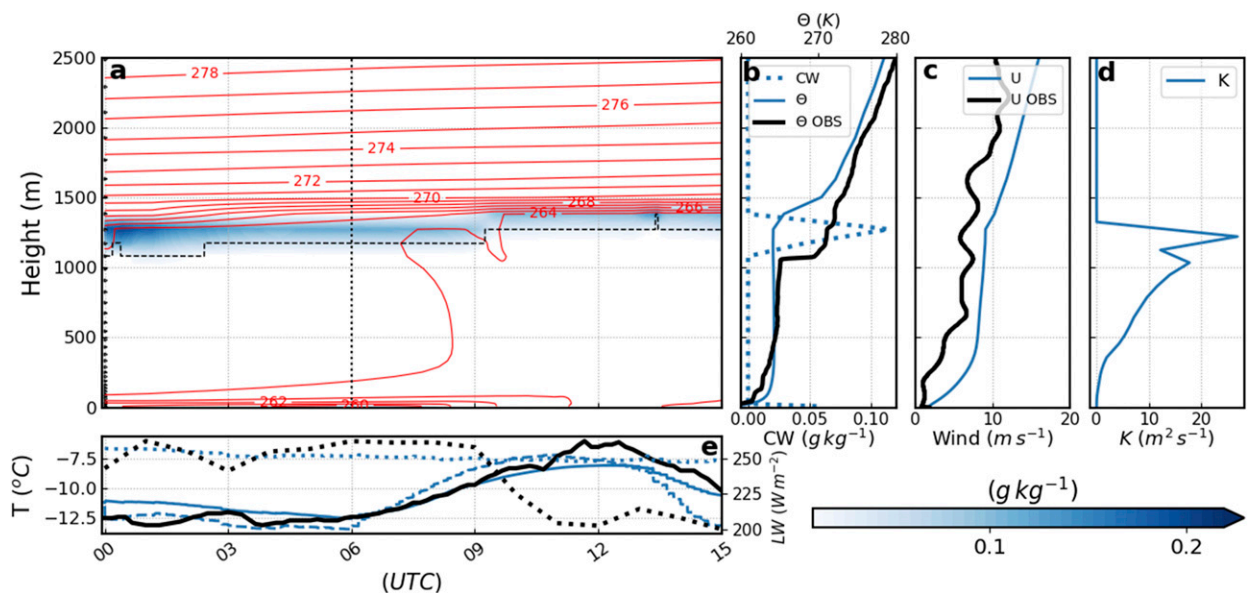 Θ (K)
260 270 280
2500
2000
1500
1000
500
0
Height (m)
a
278
276
274
272
270
268
266
264
262
260
b
CW
Θ
Θ OBS
0.00 0.05 0.10
CW (g kg⁻¹)
c
U
U OBS
0 10 20
Wind (m s⁻¹)
d
K
0 10 20
K (m² s⁻¹)
e
−7.5
−10.0
−12.5
T (°C)
250
225
200
LW (W m⁻²)
00 03 06 09 12 15
(UTC)
(g kg⁻¹)
0.1 0.2